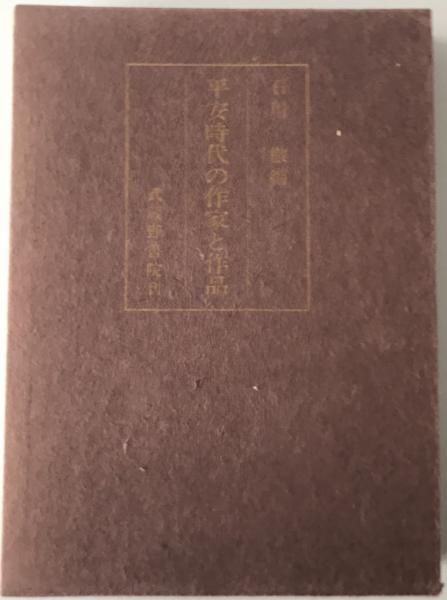 石川 徹編
平安時代の作家と作品
武蔵野書院刊